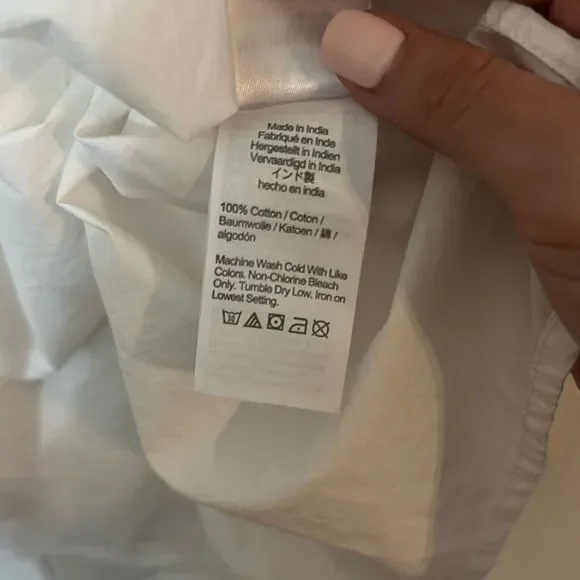 Made in India
Fabriqué en Inde
Hergestellt in Indien
Vervaardigd in India
インド製
hecho en india
100% Cotton / Coton /
Baumwolle / Katoen / 綿 /
algodón
Machine Wash Cold With Like
Colors. Non-Chlorine Bleach
Only. Tumble Dry Low. Iron on
Lowest Setting.
30